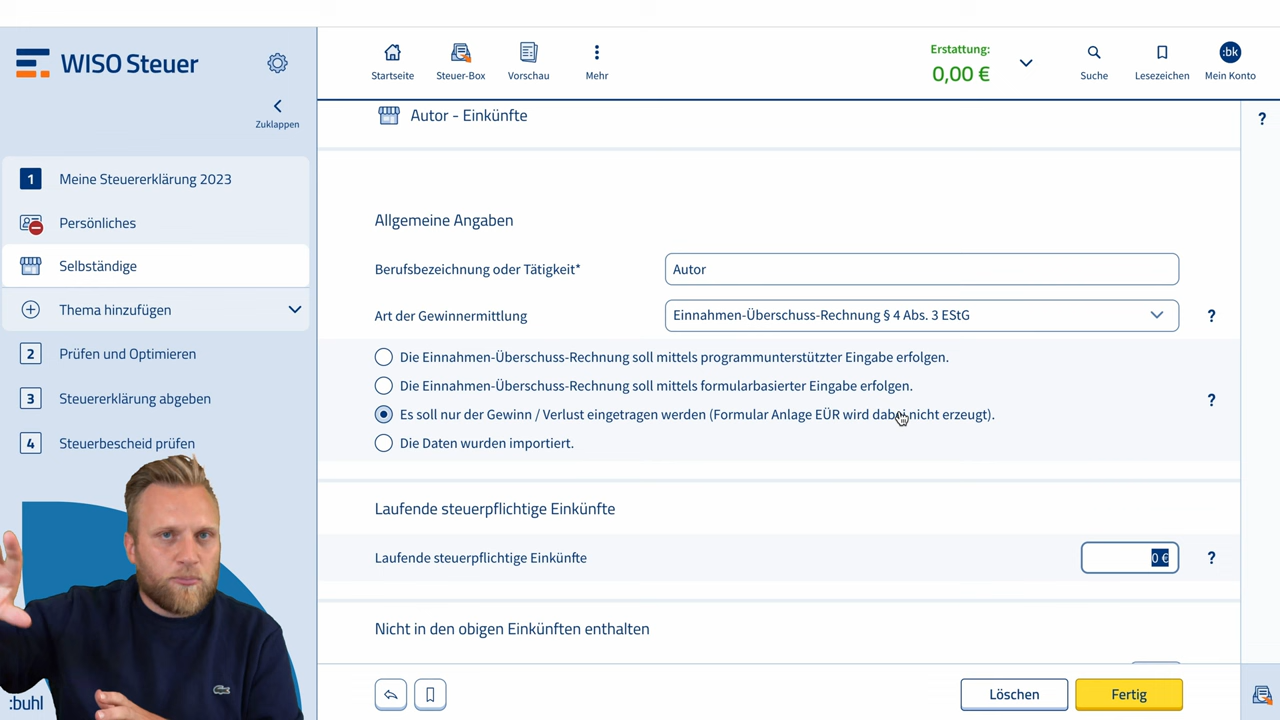 WISO Steuer
Zuklappen
1 Meine Steuererklärung 2023
Persönliches
Selbständige
Thema hinzufügen
2 Prüfen und Optimieren
3 Steuererklärung abgeben
4 Steuerbescheid prüfen
:buhl
Startseite
Steuer-Box
Vorschau
Mehr
Erstattung:
0,00 €
Suche
Lesezeichen
:bk
Mein Konto
?
Autor - Einkünfte
Allgemeine Angaben
Berufsbezeichnung oder Tätigkeit* Autor
Art der Gewinnermittlung Einnahmen-Überschuss-Rechnung § 4 Abs. 3 EStG ?
Die Einnahmen-Überschuss-Rechnung soll mittels programmunterstützter Eingabe erfolgen.
Die Einnahmen-Überschuss-Rechnung soll mittels formularbasierter Eingabe erfolgen.
?
Es soll nur der Gewinn / Verlust eingetragen werden (Formular Anlage EÜR wird dabei nicht erzeugt).
Die Daten wurden importiert.
Laufende steuerpflichtige Einkünfte
Laufende steuerpflichtige Einkünfte 0 € ?
Nicht in den obigen Einkünften enthalten
Löschen
Fertig